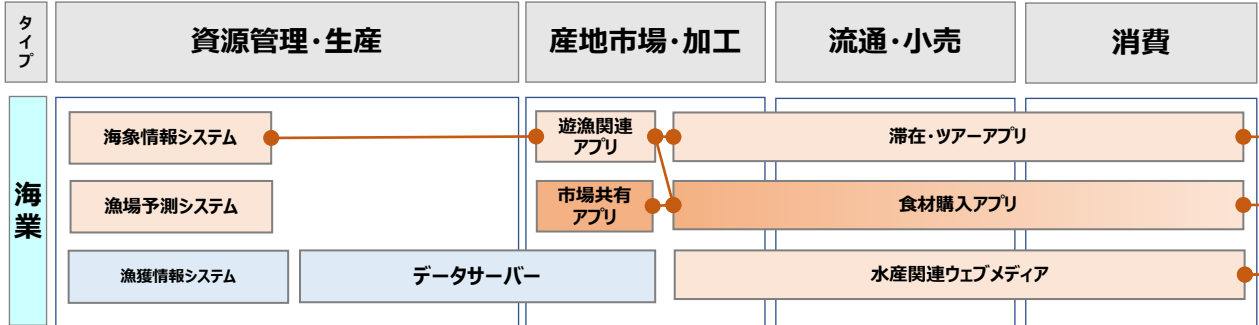 タイプ
資源管理・生産
産地市場・加工
流通・小売
消費
海業
海象情報システム
遊漁関連
アプリ
滞在・ツアーアプリ
漁場予測システム
市場共有
アプリ
食材購入アプリ
漁獲情報システム
データサーバー
水産関連ウェブメディア